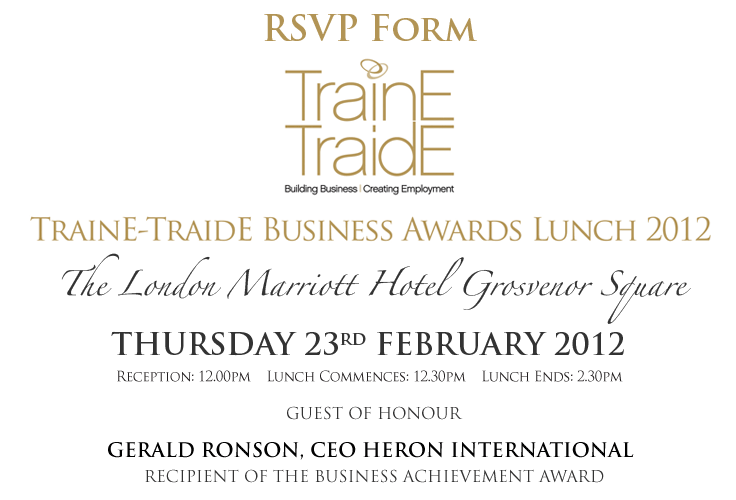 RSVP Form
TrainE
TraidE
Building Business | Creating Employment
TrainE-TraidE Business Awards Lunch 2012
The London Marriott Hotel Grosvenor Square
THURSDAY 23RD FEBRUARY 2012
Reception: 12.00pm Lunch Commences: 12.30pm Lunch Ends: 2.30pm
GUEST OF HONOUR
GERALD RONSON, CEO HERON INTERNATIONAL
RECIPIENT OF THE BUSINESS ACHIEVEMENT AWARD